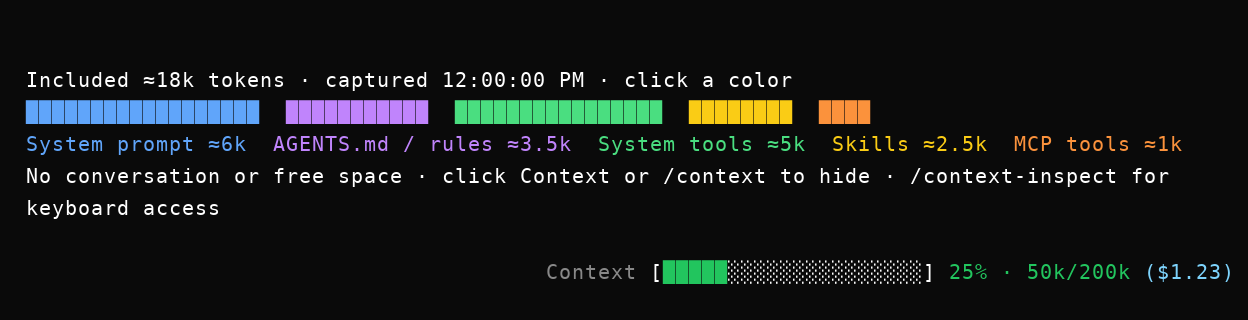 Included ≈18k tokens · captured 12:00:00 PM · click a color
System prompt ≈6k  AGENTS.md / rules ≈3.5k  System tools ≈5k  Skills ≈2.5k  MCP tools ≈1k
No conversation or free space · click Context or /context to hide · /context-inspect for
keyboard access
Context [█████░░░░░░░░░░░░░░░] 25% · 50k/200k ($1.23)